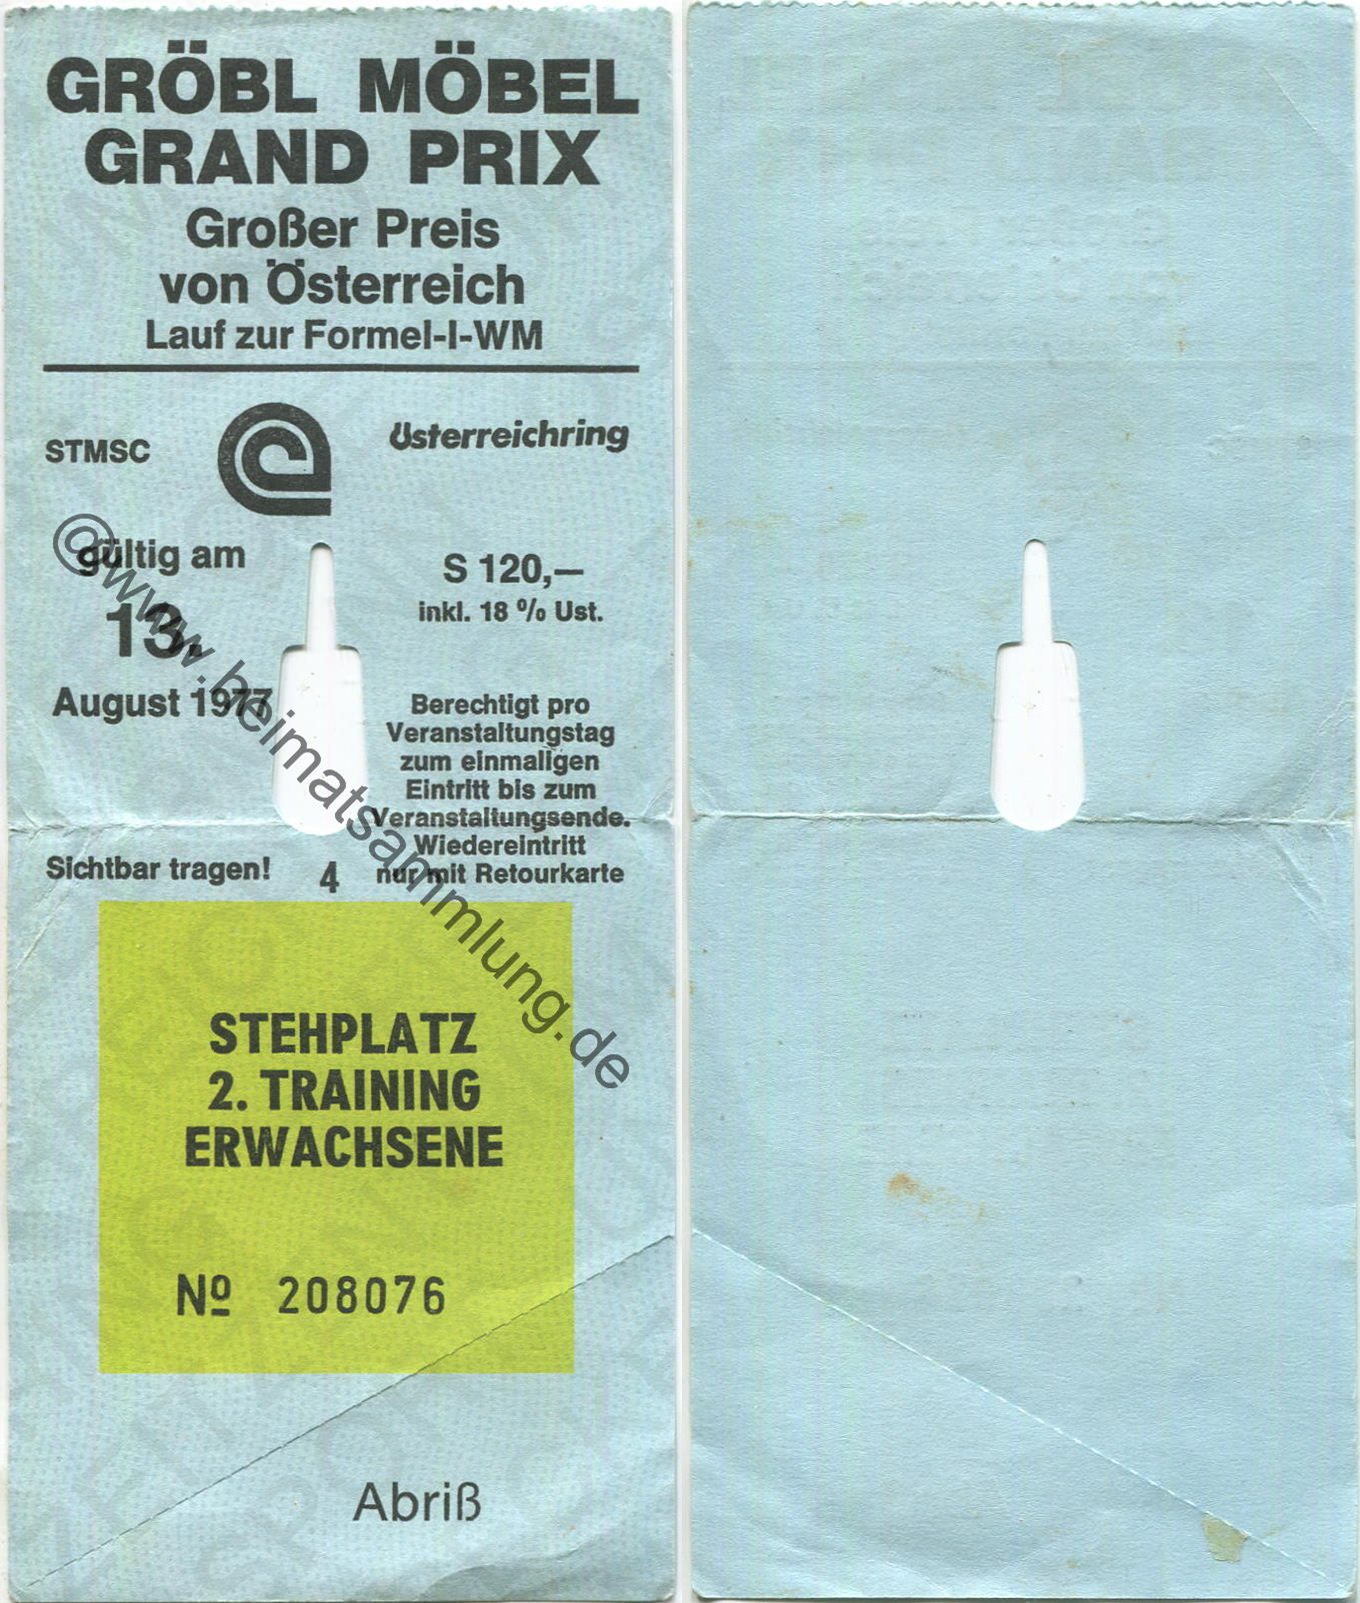 GRÖBL MÖBEL
GRAND PRIX
Großer Preis
von Österreich
Lauf zur Formel-I-WM
STMSC
Österreichring
gültig am
13.
August 1977
S 120,—
inkl. 18 % Ust.
Berechtigt pro
Veranstaltungstag
zum einmaligen
Eintritt bis zum
Veranstaltungsende.
Wiedereintritt
nur mit Retourkarte
Sichtbar tragen!
4
STEHPLATZ
2. TRAINING
ERWACHSENE
Nº 208076
Abriß
©www.heimatsammlung.de